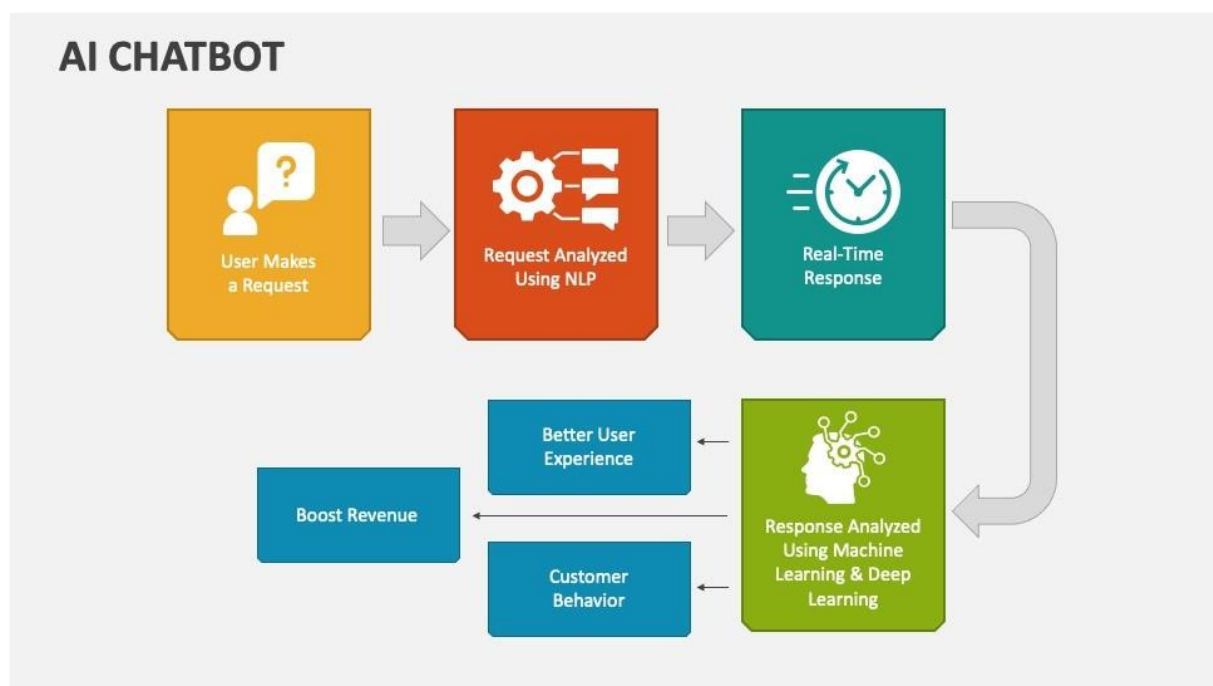 AI CHATBOT
?
User Makes
a Request
Request Analyzed
Using NLP
Real-Time
Response
Better User
Experience
Boost Revenue
Customer
Behavior
Response Analyzed
Using Machine
Learning & Deep
Learning